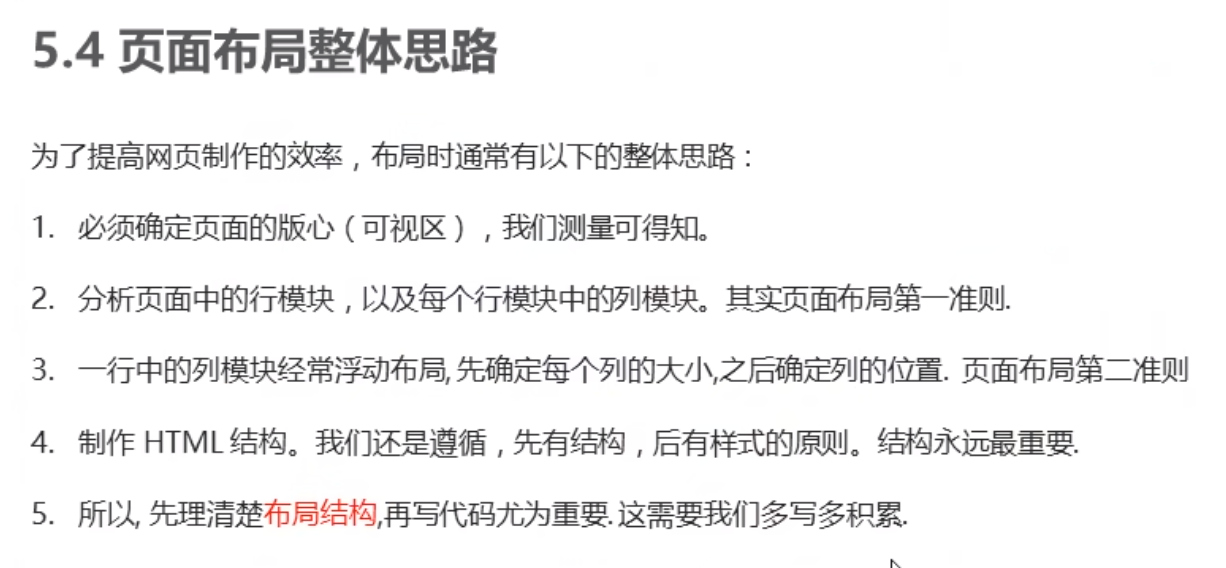 5.4 页面布局整体思路
为了提高网页制作的效率，布局时通常有以下的整体思路：
1. 必须确定页面的版心（可视区），我们测量可得知。
2. 分析页面中的行模块，以及每个行模块中的列模块。其实页面布局第一准则.
3. 一行中的列模块经常浮动布局, 先确定每个列的大小,之后确定列的位置. 页面布局第二准则
4. 制作 HTML 结构。我们还是遵循，先有结构，后有样式的原则。结构永远最重要.
5. 所以, 先理清楚布局结构,再写代码尤为重要. 这需要我们多写多积累.